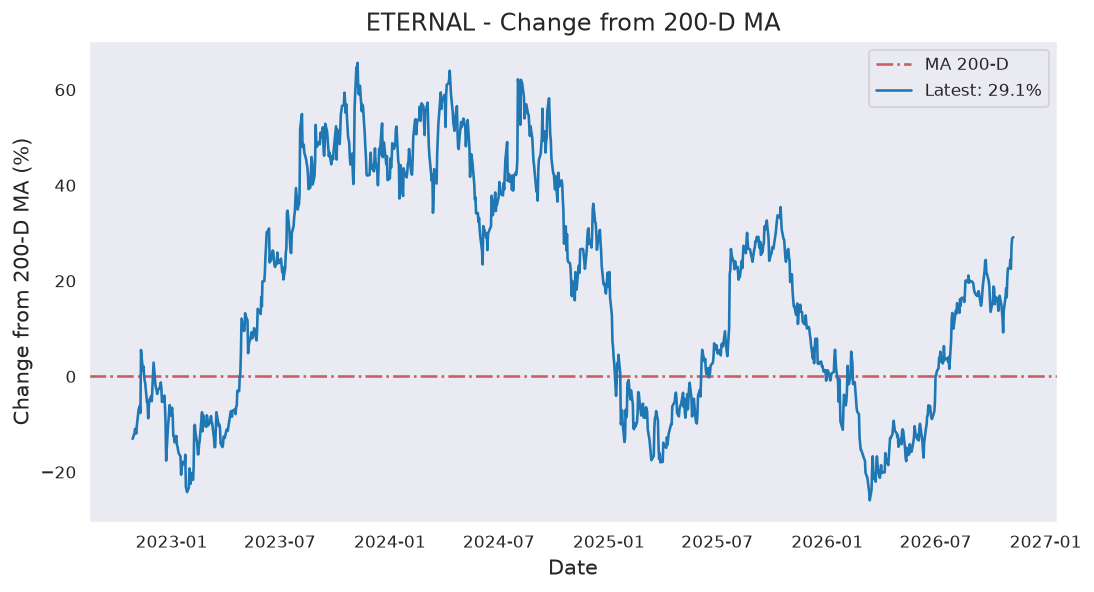 ETERNAL - Change from 200-D MA
MA 200-D
Latest: 29.1%
Change from 200-D MA (%)
60
40
20
0
−20
2023-01
2023-07
2024-01
2024-07
2025-01
2025-07
2026-01
2026-07
2027-01
Date